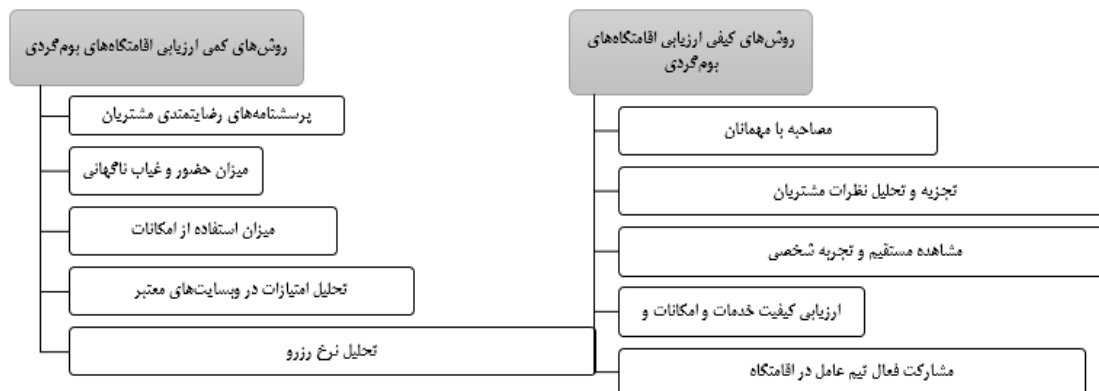 روش‌های کیفی ارزیابی اقامتگاه‌های
بوم‌گردی
مصاحبه با مهمانان
تجزیه و تحلیل نظرات مشتریان
مشاهده مستقیم و تجربه شخصی
ارزیابی کیفیت خدمات و امکانات و
مشارکت فعال تیم عامل در اقامتگاه
روش‌های کمی ارزیابی اقامتگاه‌های بوم‌گردی
پرسشنامه‌های رضایتمندی مشتریان
میزان حضور و غیاب ناگهانی
میزان استفاده از امکانات
تحلیل امتیازات در وبسایت‌های معتبر
تحلیل نرخ رزرو